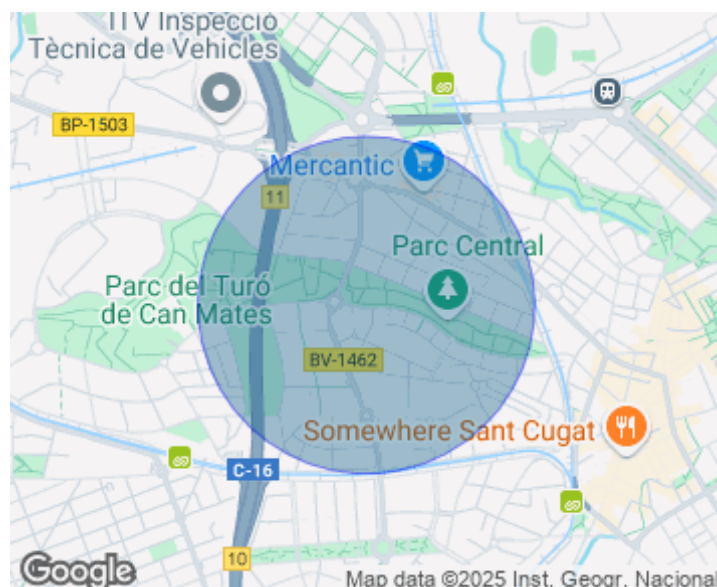 ITV Inspecció
Tècnica de Vehicles
BP-1503
Mercantic
11
Parc Central
Parc del Turó
de Can Mates
BV-1462
Somewhere Sant Cugat
C-16
10
Google
Map data ©2025 Inst. Geogr. Nacional